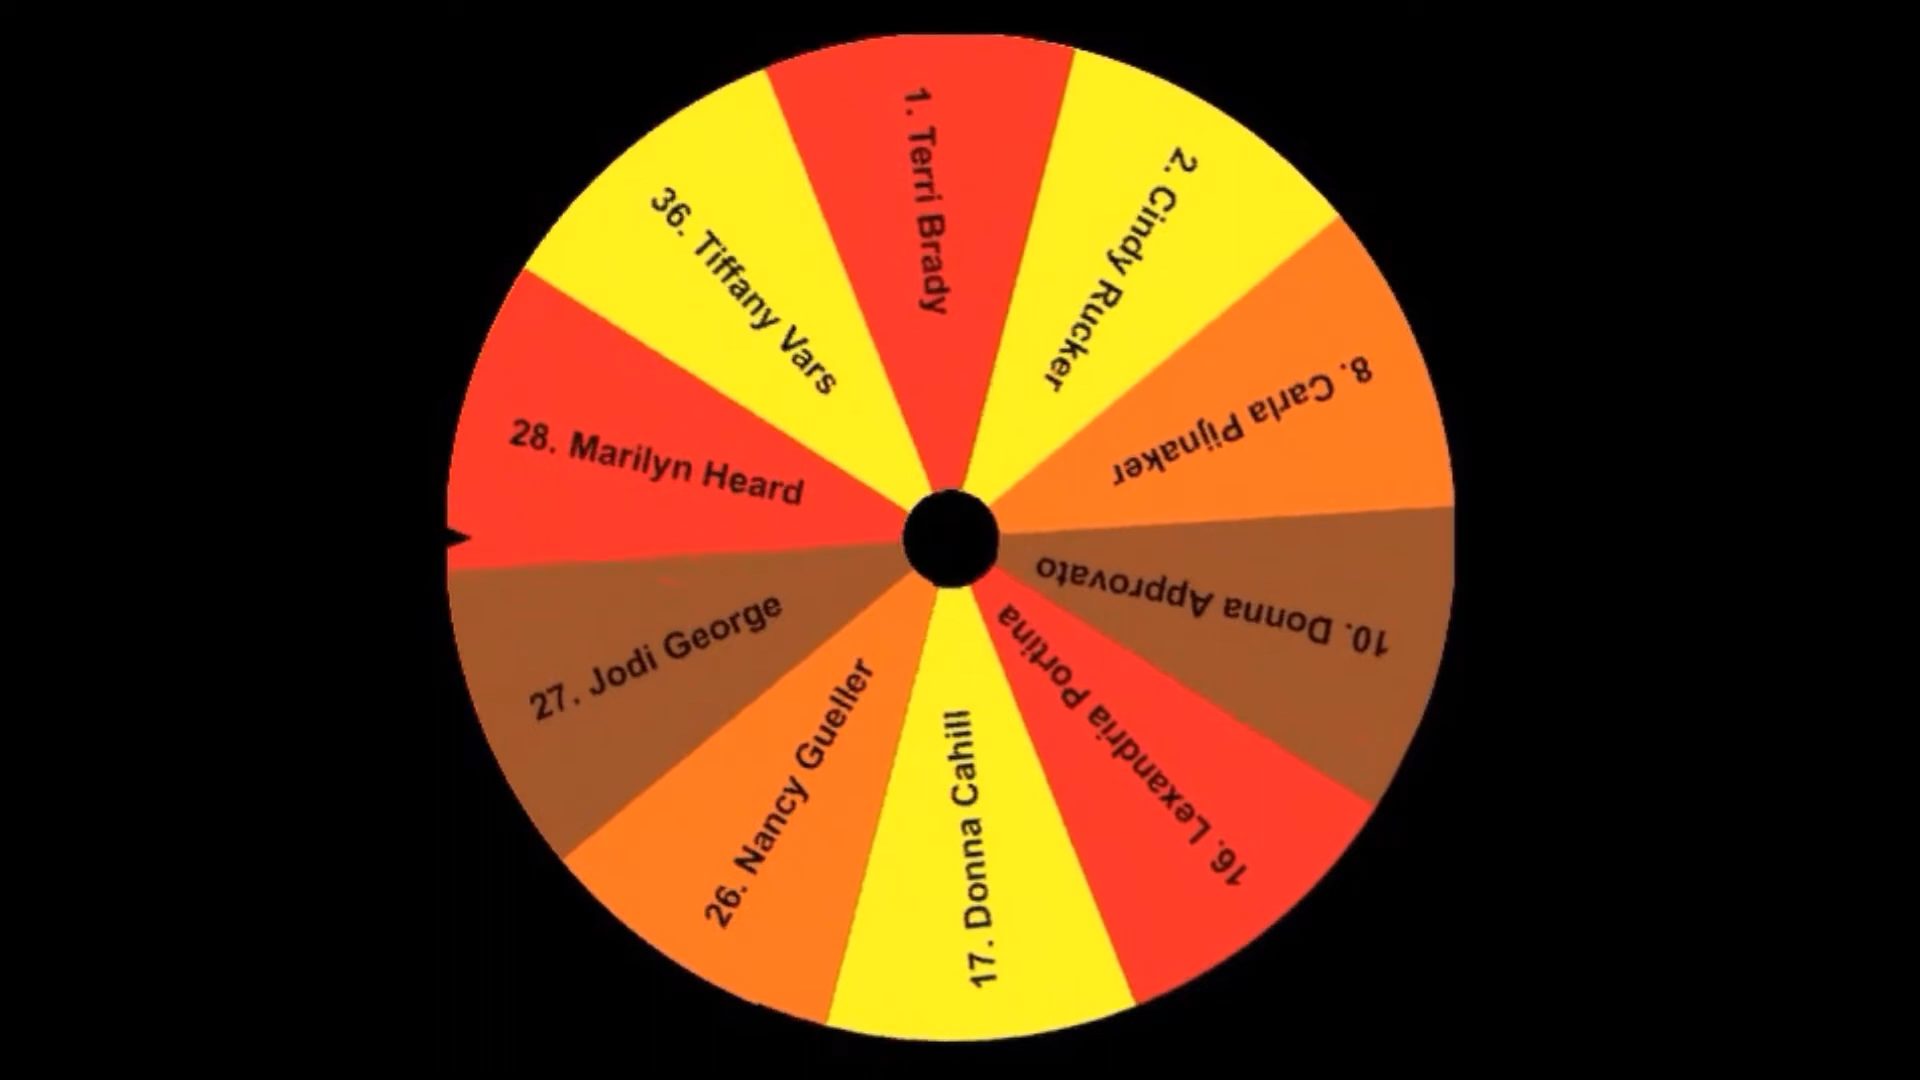 1. Terri Brady
2. Cindy Rucker
8. Carla Pijnaker
10. Donna Approvato
16. Lexandria Portina
17. Donna Cahill
26. Nancy Gueller
27. Jodi George
28. Marilyn Heard
36. Tiffany Vars